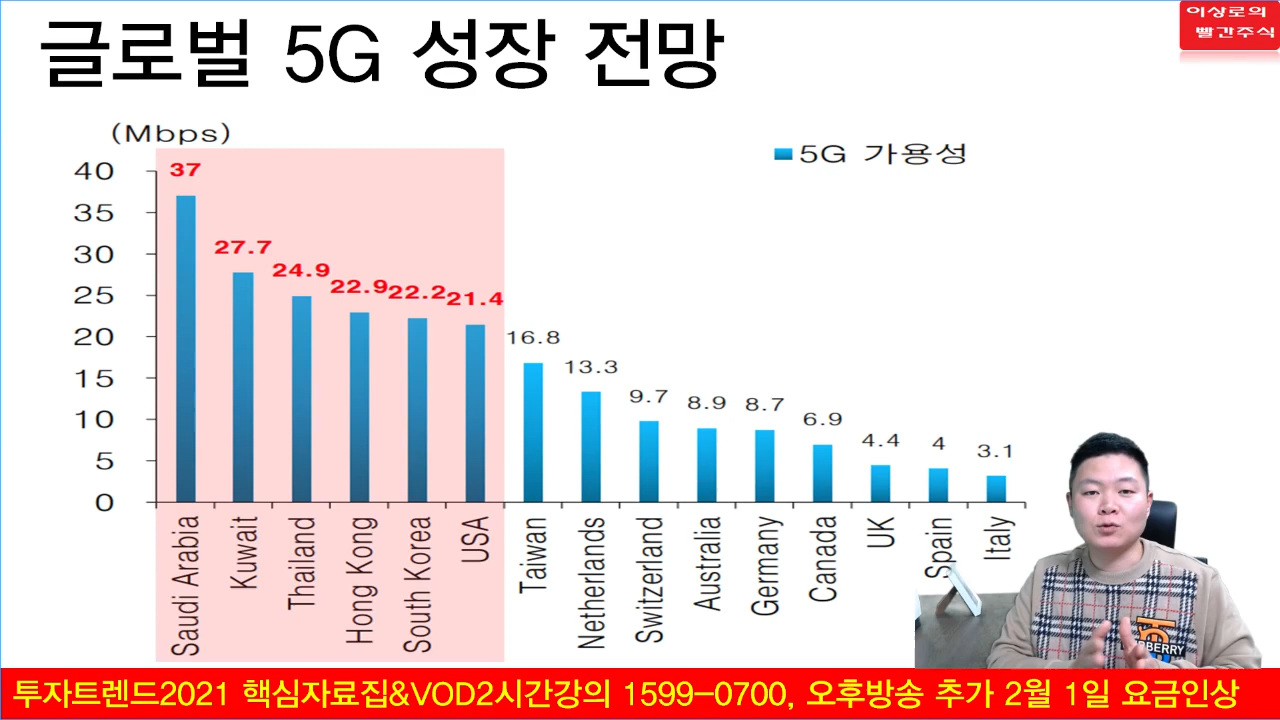 글로벌 5G 성장 전망
이상로의
빨간주식
(Mbps)
5G 가용성
40
35
30
25
20
15
10
5
0
37
27.7
24.9
22.9
22.2
21.4
16.8
13.3
9.7
8.9
8.7
6.9
4.4
4
3.1
Saudi Arabia
Kuwait
Thailand
Hong Kong
South Korea
USA
Taiwan
Netherlands
Switzerland
Australia
Germany
Canada
UK
Spain
Italy
투자트렌드2021 핵심자료집&VOD2시간강의 1599-0700, 오후방송 추가 2월 1일 요금인상